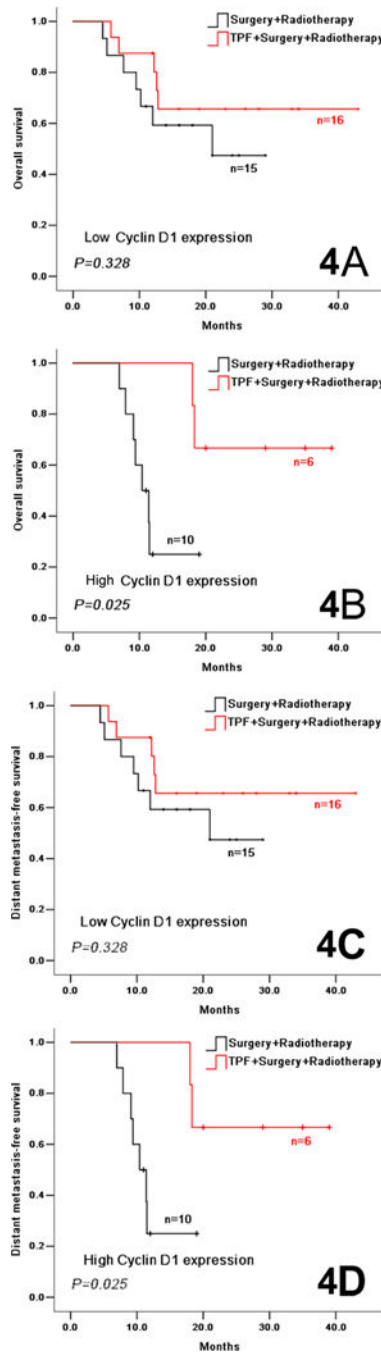 1.0
0.8
0.6
0.4
0.2
0.0
Overall survival
Surgery+Radiotherapy
TPF+Surgery+Radiotherapy
n=16
n=15
Low Cyclin D1 expression
P=0.328
4A
0.0 10.0 20.0 30.0 40.0
Months
1.0
0.8
0.6
0.4
0.2
0.0
Overall survival
Surgery+Radiotherapy
TPF+Surgery+Radiotherapy
n=6
n=10
High Cyclin D1 expression
P=0.025
4B
0.0 10.0 20.0 30.0 40.0
Months
1.0
0.8
0.6
0.4
0.2
0.0
Distant metastasis-free survival
Surgery+Radiotherapy
TPF+Surgery+Radiotherapy
n=16
n=15
Low Cyclin D1 expression
P=0.328
4C
0.0 10.0 20.0 30.0 40.0
Months
1.0
0.8
0.6
0.4
0.2
0.0
Distant metastasis-free survival
Surgery+Radiotherapy
TPF+Surgery+Radiotherapy
n=6
n=10
High Cyclin D1 expression
P=0.025
4D
0.0 10.0 20.0 30.0 40.0
Months